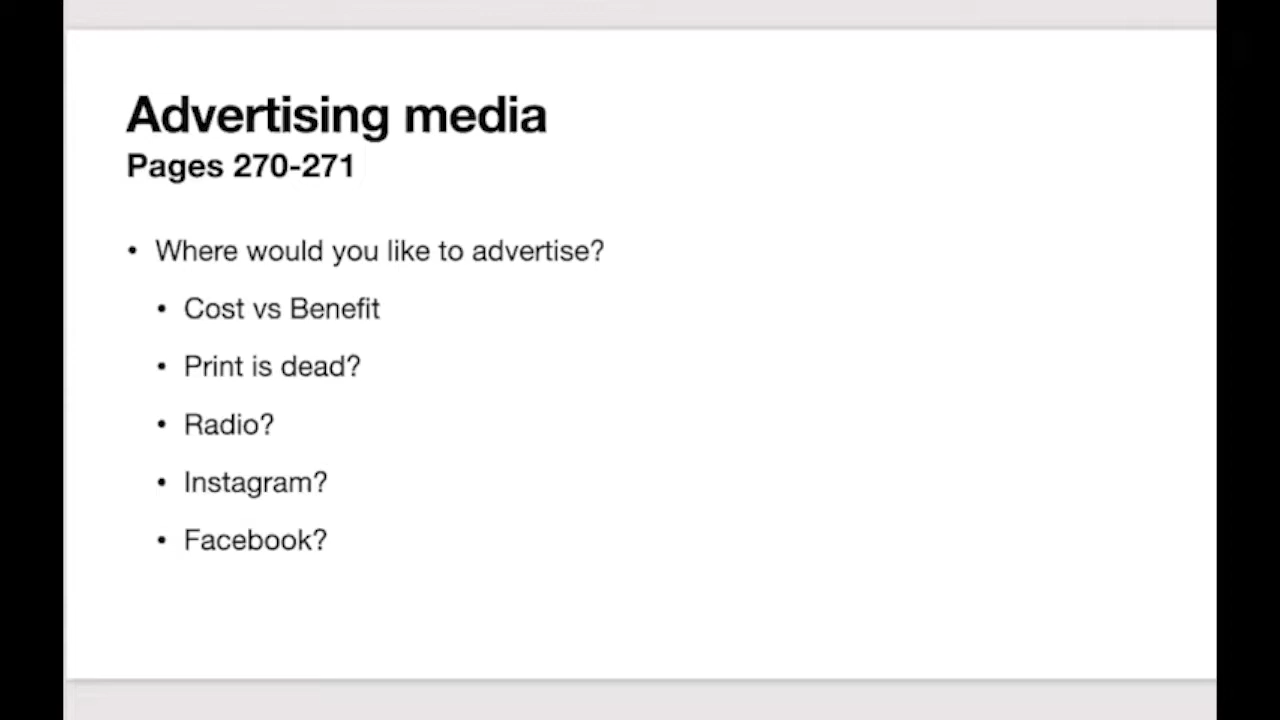 Advertising media
Pages 270-271
• Where would you like to advertise?
• Cost vs Benefit
• Print is dead?
• Radio?
• Instagram?
• Facebook?